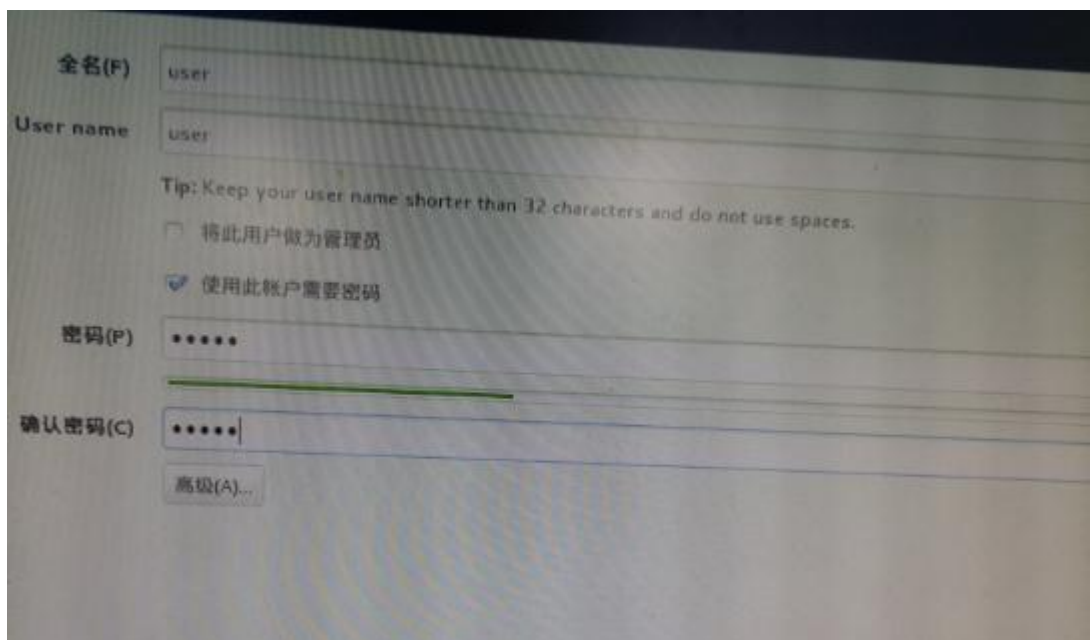 全名(F) user
User name user
Tip: Keep your user name shorter than 32 characters and do not use spaces.
将此用户做为管理员
使用此帐户需要密码
密码(P) •••••
确认密码(C) •••••
高级(A)...